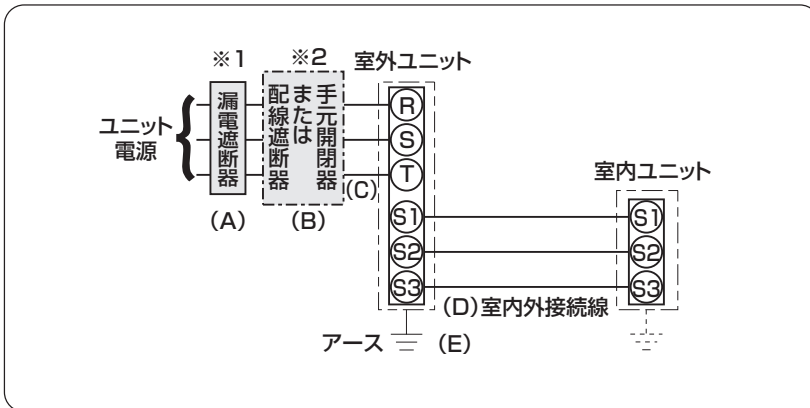 ※1
※2
室外ユニット
ユニット
電源
漏電遮断器
手元開閉器
または
配線遮断器
R
S
T
(A)
(B)
(C)
室内ユニット
S1
S2
S3
S1
S2
S3
(D)室内外接続線
アース
(E)